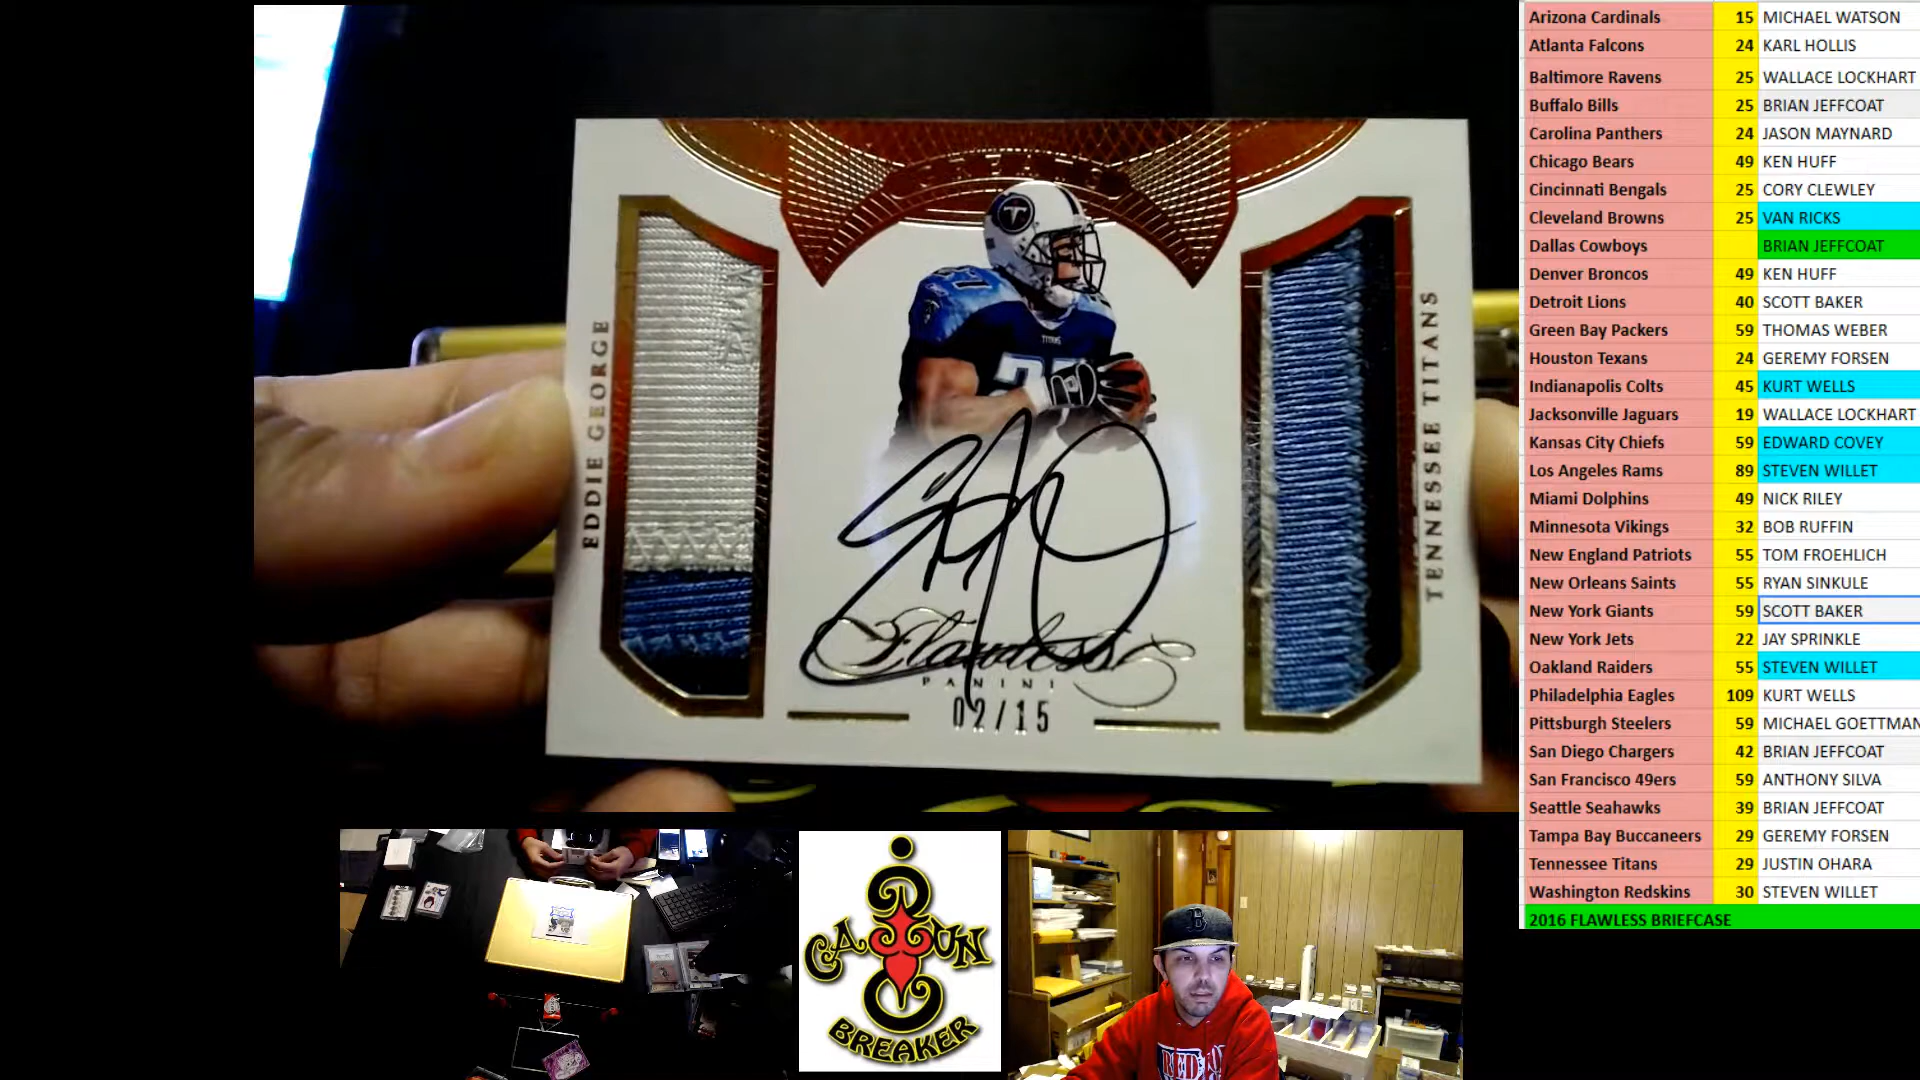 EDDIE GEORGE
TENNESSEE TITANS
T
TITANS
Flawless
PANINI
02/15
Arizona Cardinals 15 MICHAEL WATSON
Atlanta Falcons 24 KARL HOLLIS
Baltimore Ravens 25 WALLACE LOCKHART
Buffalo Bills 25 BRIAN JEFFCOAT
Carolina Panthers 24 JASON MAYNARD
Chicago Bears 49 KEN HUFF
Cincinnati Bengals 25 CORY CLEWLEY
Cleveland Browns 25 VAN RICKS
Dallas Cowboys BRIAN JEFFCOAT
Denver Broncos 49 KEN HUFF
Detroit Lions 40 SCOTT BAKER
Green Bay Packers 59 THOMAS WEBER
Houston Texans 24 GEREMY FORSEN
Indianapolis Colts 45 KURT WELLS
Jacksonville Jaguars 19 WALLACE LOCKHART
Kansas City Chiefs 59 EDWARD COVEY
Los Angeles Rams 89 STEVEN WILLET
Miami Dolphins 49 NICK RILEY
Minnesota Vikings 32 BOB RUFFIN
New England Patriots 55 TOM FROEHLICH
New Orleans Saints 55 RYAN SINKULE
New York Giants 59 SCOTT BAKER
New York Jets 22 JAY SPRINKLE
Oakland Raiders 55 STEVEN WILLET
Philadelphia Eagles 109 KURT WELLS
Pittsburgh Steelers 59 MICHAEL GOETTMAN
San Diego Chargers 42 BRIAN JEFFCOAT
San Francisco 49ers 59 ANTHONY SILVA
Seattle Seahawks 39 BRIAN JEFFCOAT
Tampa Bay Buccaneers 29 GEREMY FORSEN
Tennessee Titans 29 JUSTIN OHARA
Washington Redskins 30 STEVEN WILLET
2016 FLAWLESS BRIEFCASE
CAJUN
BREAKER
B